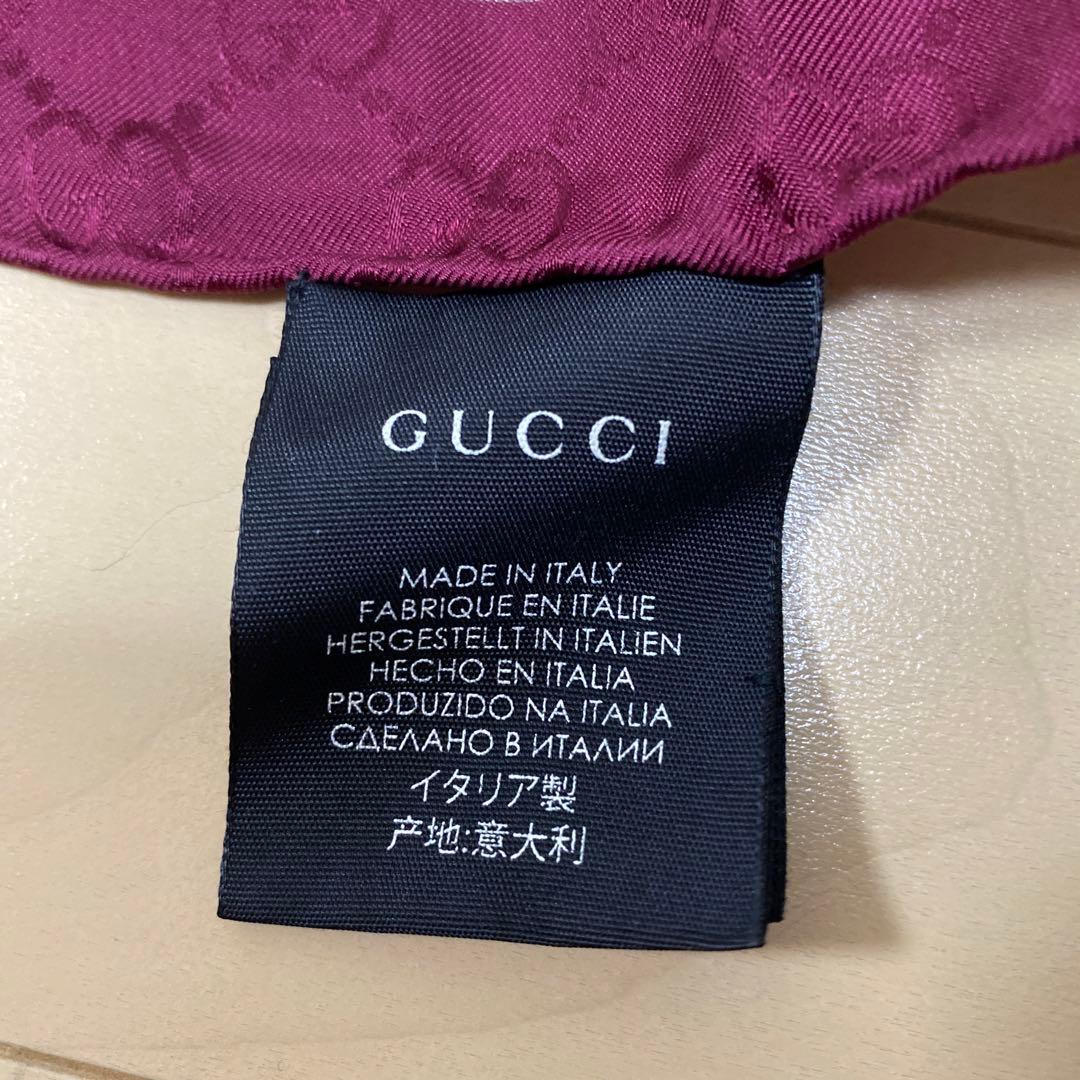 GUCCI
MADE IN ITALY
FABRIQUE EN ITALIE
HERGESTELLT IN ITALIEN
HECHO EN ITALIA
PRODUZIDO NA ITALIA
СДЕЛАНО В ИТАЛИИ
イタリア製
产地:意大利